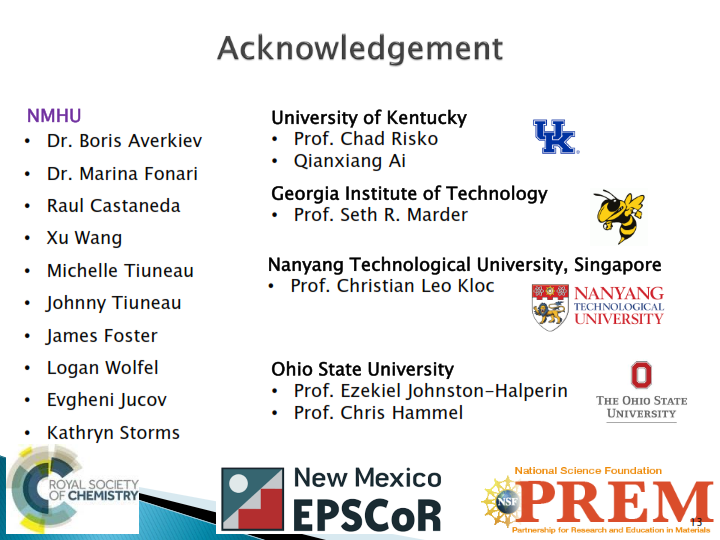 Acknowledgement
NMHU
• Dr. Boris Averkiev
• Dr. Marina Fonari
• Raul Castaneda
• Xu Wang
• Michelle Tiuneau
• Johnny Tiuneau
• James Foster
• Logan Wolfel
• Evgheni Jucov
• Kathryn Storms
University of Kentucky
• Prof. Chad Risko
• Qianxiang Ai
UK
Georgia Institute of Technology
• Prof. Seth R. Marder
Nanyang Technological University, Singapore
• Prof. Christian Leo Kloc
NANYANG
TECHNOLOGICAL
UNIVERSITY
Ohio State University
• Prof. Ezekiel Johnston-Halperin
• Prof. Chris Hammel
THE OHIO STATE
UNIVERSITY
ROYAL SOCIETY
OF CHEMISTRY
New Mexico
EPSCoR
National Science Foundation
NSF
PREM
Partnership for Research and Education in Materials
13